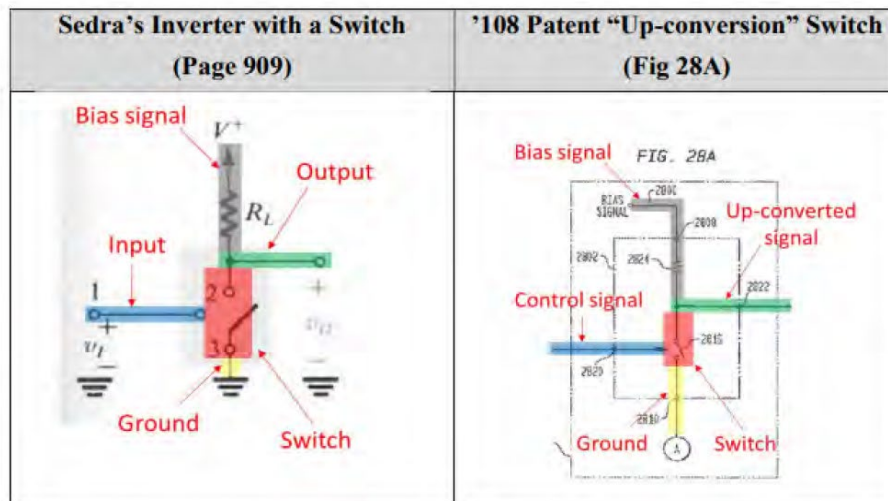 Sedra’s Inverter with a Switch
(Page 909)
’108 Patent “Up-conversion” Switch
(Fig 28A)
Bias signal
V+
Output
RL
Input
1
2
+
vI
−
3
+
vO
−
Ground
Switch
Bias signal
FIG. 28A
2806
BIAS
SIGNAL
2808
Up-converted
signal
2802
2824
2822
Control signal
2816
2820
2810
Ground
Switch
A